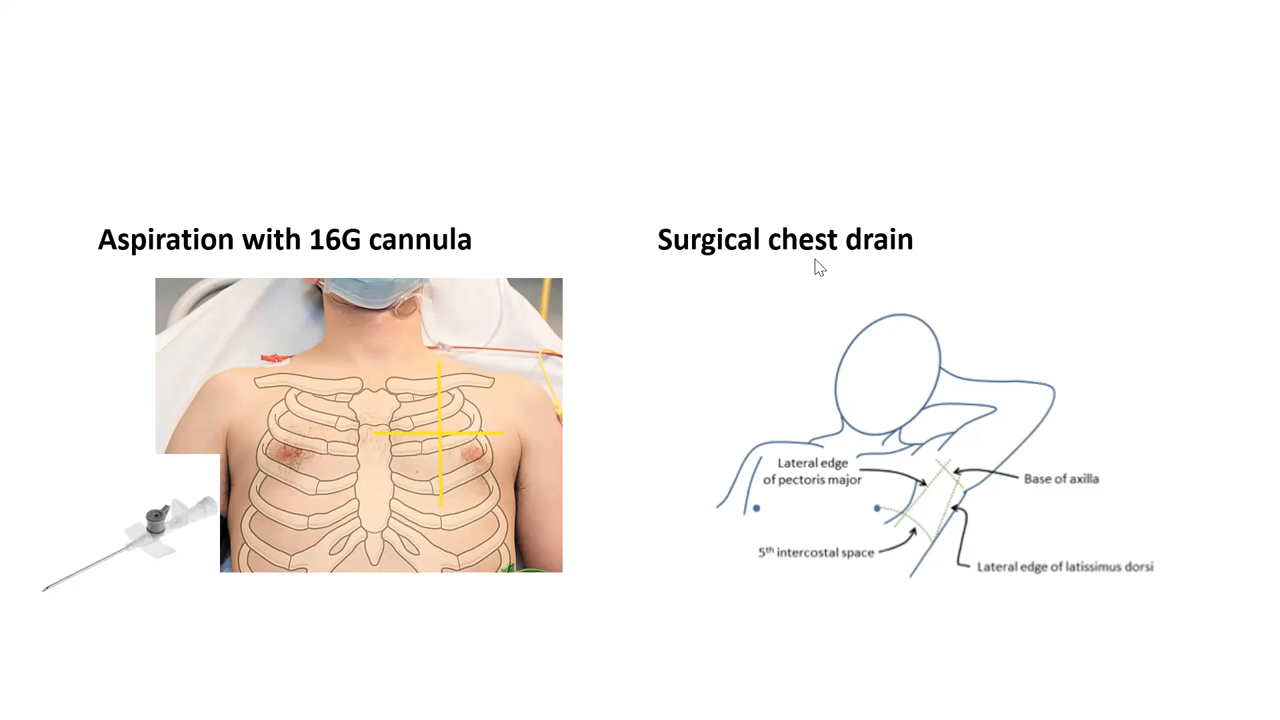 Aspiration with 16G cannula
Surgical chest drain
Lateral edge
of pectoris major
Base of axilla
5th intercostal space
Lateral edge of latissimus dorsi